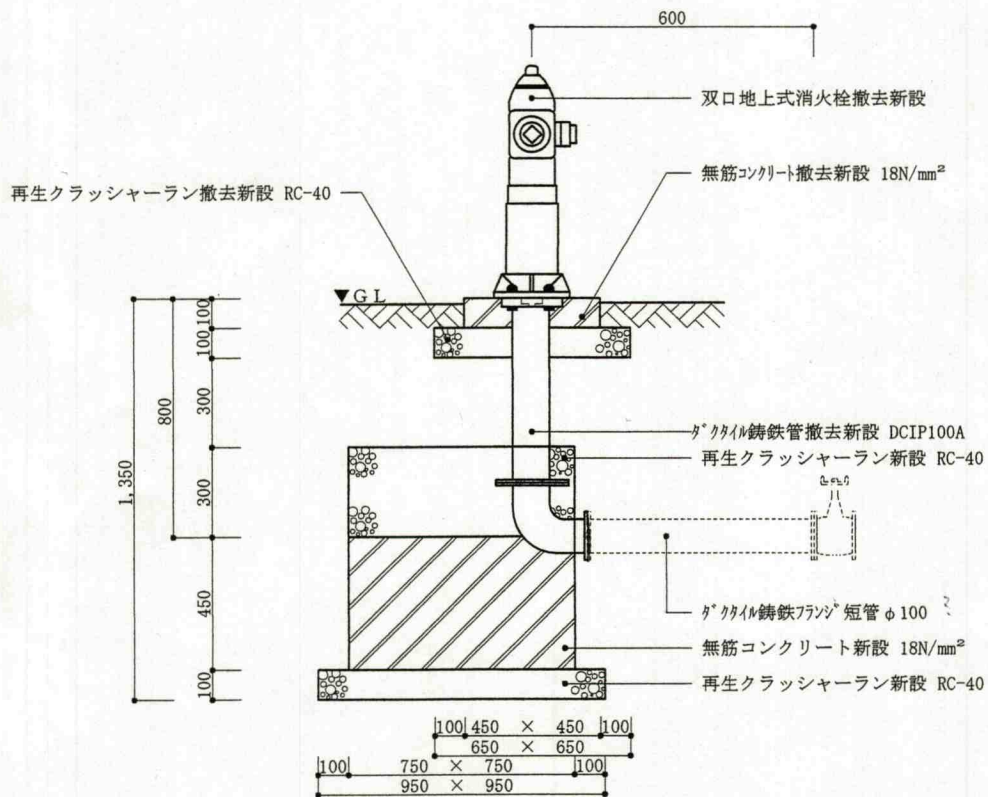 600
双口地上式消火栓撤去新設
無筋コンクリート撤去新設 18N/mm²
再生クラッシャーラン撤去新設 RC-40
▼GL
100
100
300
800
1,350
300
450
100
ダクタイル鋳鉄管撤去新設 DCIP100A
再生クラッシャーラン新設 RC-40
ダクタイル鋳鉄フランジ短管φ100
無筋コンクリート新設 18N/mm²
再生クラッシャーラン新設 RC-40
100 450 × 450 100
650 × 650
100 750 × 750 100
950 × 950